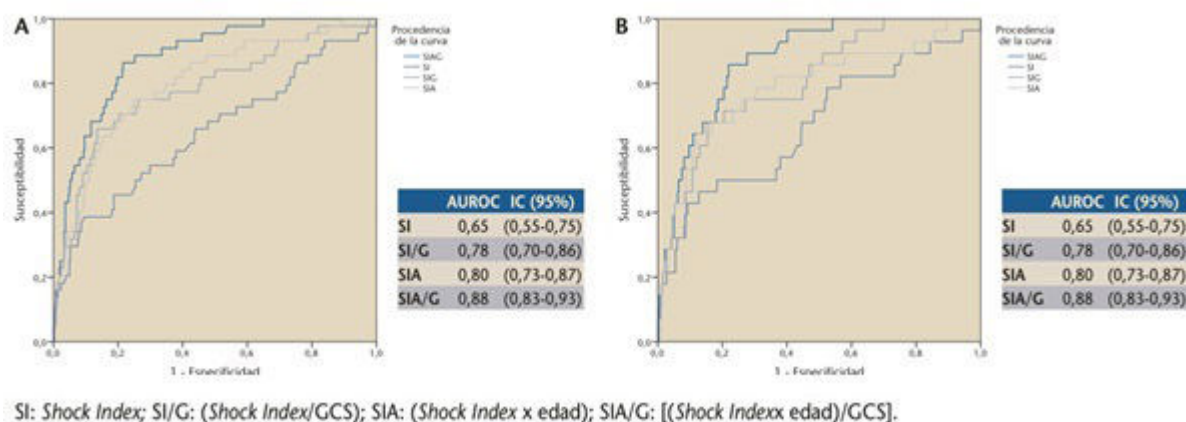 A
Procedencia
de la curva
SIAG
SI
SIG
SIA
Susceptibilidad
1,0
0,8
0,6
0,4
0,2
0,0
0,0 0,2 0,4 0,6 0,8 1,0
1 - Especificidad
AUROC IC (95%)
SI 0,65 (0,55-0,75)
SI/G 0,78 (0,70-0,86)
SIA 0,80 (0,73-0,87)
SIA/G 0,88 (0,83-0,93)
B
Procedencia
de la curva
SIAG
SI
SIG
SIA
Susceptibilidad
1,0
0,8
0,6
0,4
0,2
0,0
0,0 0,2 0,4 0,6 0,8 1,0
1 - Especificidad
AUROC IC (95%)
SI 0,65 (0,55-0,75)
SI/G 0,78 (0,70-0,86)
SIA 0,80 (0,73-0,87)
SIA/G 0,88 (0,83-0,93)
SI: Shock Index; SI/G: (Shock Index/GCS); SIA: (Shock Index x edad); SIA/G: [(Shock Indexx edad)/GCS].